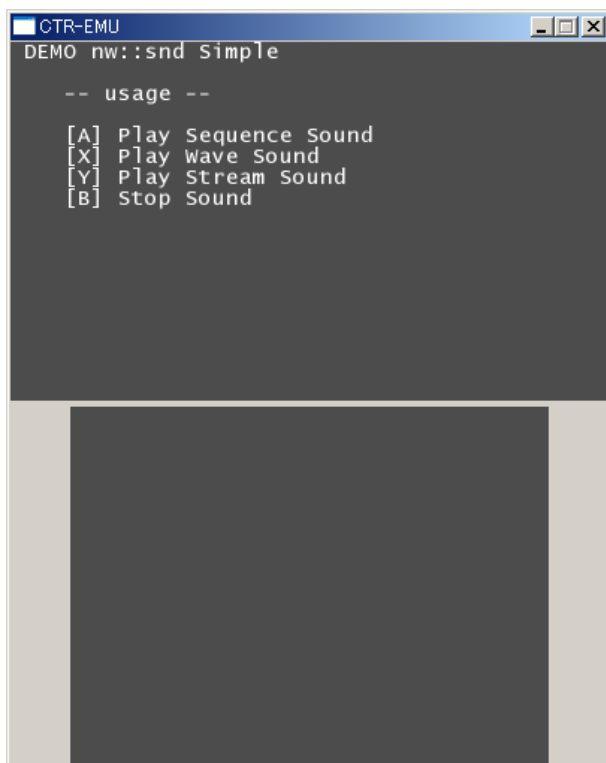 CTR-EMU
DEMO nw::snd Simple
-- usage --
[A] Play Sequence Sound
[X] Play Wave Sound
[Y] Play Stream Sound
[B] Stop Sound